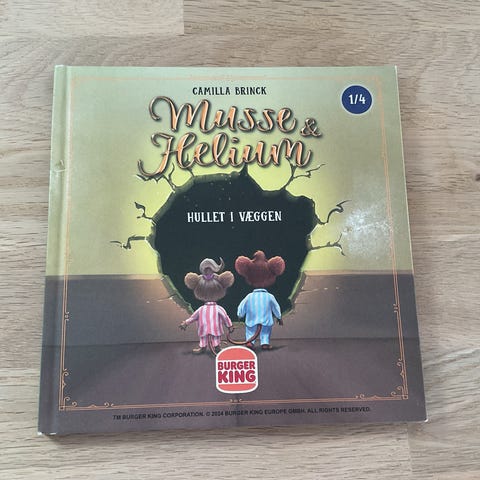 CAMILLA BRINCK
1/4
Musse &
Helium
HULLET I VÆGGEN
BURGER
KING
TM BURGER KING CORPORATION. © 2024 BURGER KING EUROPE GMBH. ALL RIGHTS RESERVED.